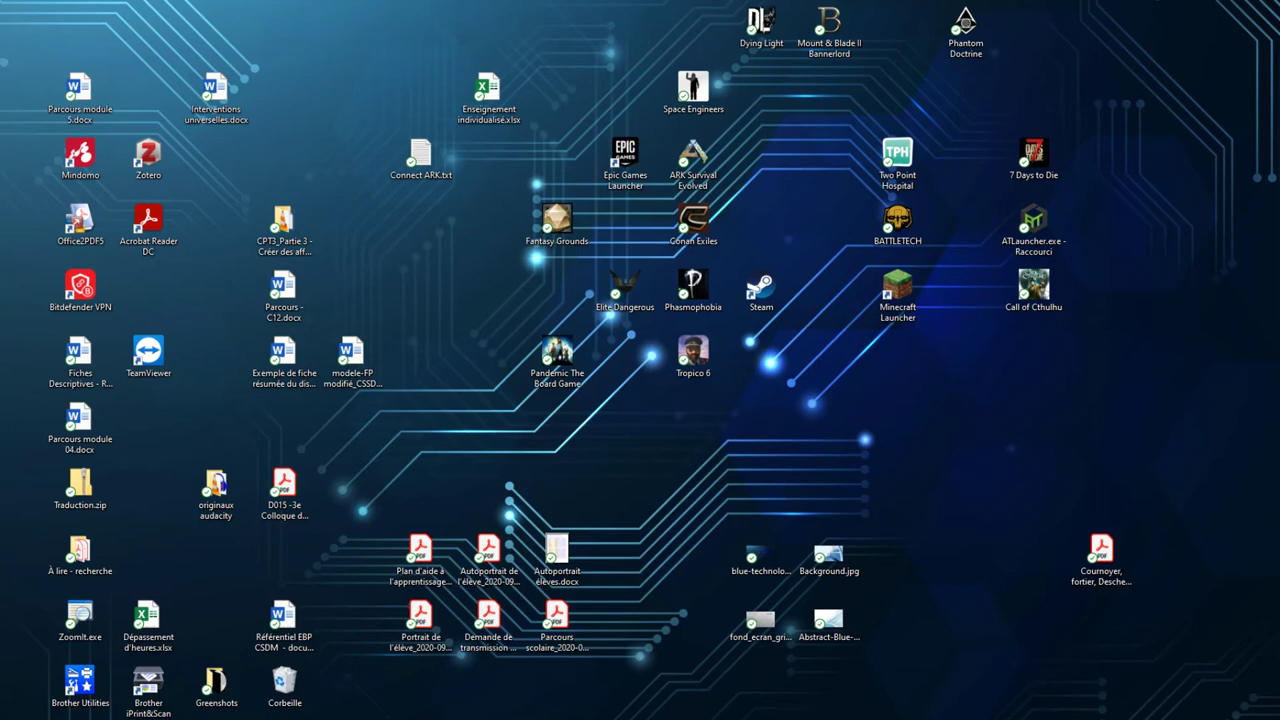 Dying Light
Mount & Blade II
Bannerlord
Phantom
Doctrine
Parcours module
5.docx
Interventions
universelles.docx
Enseignement
individualisé.xlsx
Space Engineers
Mindomo
Zotero
Connect ARK.txt
EPIC
GAMES
Epic Games
Launcher
ARK Survival
Evolved
TPH
Two Point
Hospital
7 Days to Die
Office2PDF5
Acrobat Reader
DC
CPT3_Partie 3 -
Créer des aff...
Fantasy Grounds
Conan Exiles
BATTLETECH
ATLauncher.exe -
Raccourci
Bitdefender VPN
Parcours -
C12.docx
Elite Dangerous
Phasmophobia
Steam
Minecraft
Launcher
Call of Cthulhu
Fiches
Descriptives - R...
TeamViewer
Exemple de fiche
résumée du dis...
modele-FP
modifié_CSSD...
Pandemic The
Board Game
Tropico 6
Parcours module
04.docx
Traduction.zip
originaux
audacity
D015 -3e
Colloque d...
À lire - recherche
Plan d'aide à
l'apprentissage...
Autoportrait de
l'élève_2020-09...
Autoportrait
élèves.docx
blue-technolo...
Background.jpg
Cournoyer,
fortier, Desche...
ZoomIt.exe
Dépassement
d'heures.xlsx
Référentiel EBP
CSDM - docu...
Portrait de
l'élève_2020-09...
Demande de
transmission ...
Parcours
scolaire_2020-0...
fond_ecran_gri...
Abstract-Blue-...
Brother Utilities
Brother
iPrint&Scan
Greenshots
Corbeille